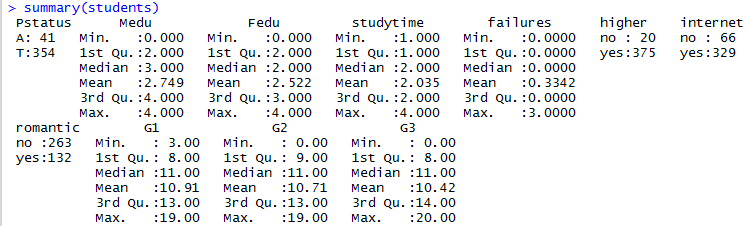 > summary(students)
 Pstatus      Medu            Fedu         studytime        failures       higher    internet
 A: 41   Min.   :0.000   Min.   :0.000   Min.   :1.000   Min.   :0.0000   no : 20   no : 66
 T:354   1st Qu.:2.000   1st Qu.:2.000   1st Qu.:1.000   1st Qu.:0.0000   yes:375   yes:329
         Median :3.000   Median :2.000   Median :2.000   Median :0.0000
         Mean   :2.749   Mean   :2.522   Mean   :2.035   Mean   :0.3342
         3rd Qu.:4.000   3rd Qu.:3.000   3rd Qu.:2.000   3rd Qu.:0.0000
         Max.   :4.000   Max.   :4.000   Max.   :4.000   Max.   :3.0000
 romantic        G1              G2              G3
 no :263   Min.   : 3.00   Min.   : 0.00   Min.   : 0.00
 yes:132   1st Qu.: 8.00   1st Qu.: 9.00   1st Qu.: 8.00
           Median :11.00   Median :11.00   Median :11.00
           Mean   :10.91   Mean   :10.71   Mean   :10.42
           3rd Qu.:13.00   3rd Qu.:13.00   3rd Qu.:14.00
           Max.   :19.00   Max.   :19.00   Max.   :20.00